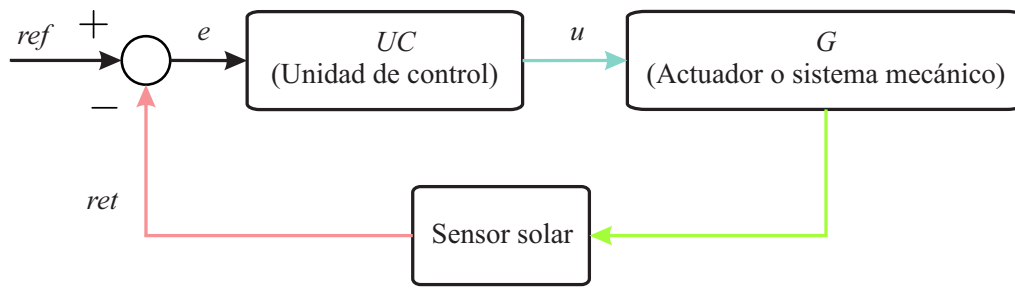 ref
+
−
e
UC
(Unidad de control)
u
G
(Actuador o sistema mecánico)
ret
Sensor solar